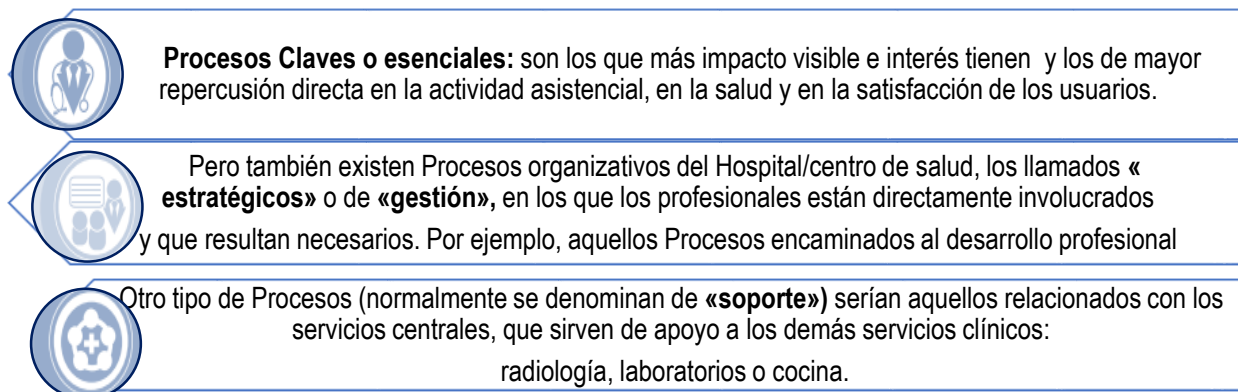 Procesos Claves o esenciales: son los que más impacto visible e interés tienen y los de mayor
repercusión directa en la actividad asistencial, en la salud y en la satisfacción de los usuarios.
Pero también existen Procesos organizativos del Hospital/centro de salud, los llamados «
estratégicos» o de «gestión», en los que los profesionales están directamente involucrados
y que resultan necesarios. Por ejemplo, aquellos Procesos encaminados al desarrollo profesional
Otro tipo de Procesos (normalmente se denominan de «soporte») serían aquellos relacionados con los
servicios centrales, que sirven de apoyo a los demás servicios clínicos:
radiología, laboratorios o cocina.